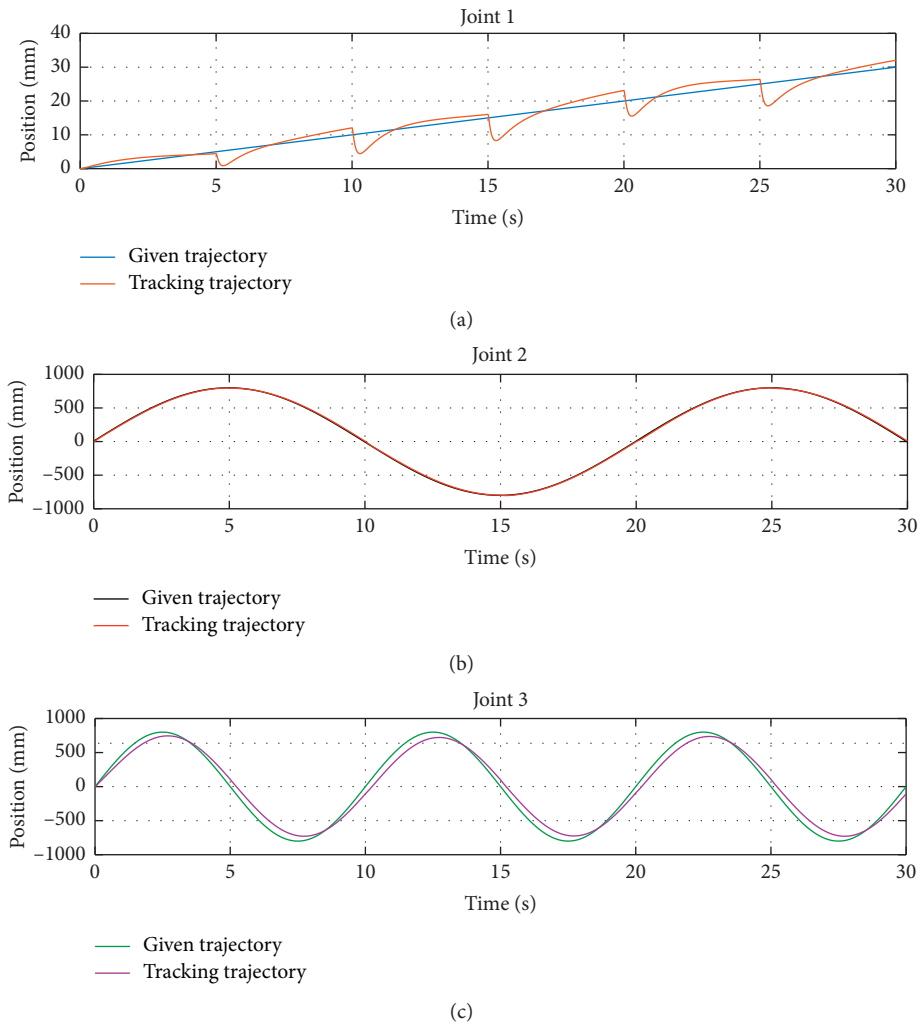 Joint 1
Position (mm)
40
30
20
10
0
0 5 10 15 20 25 30
Time (s)
Given trajectory
Tracking trajectory
(a)
Joint 2
Position (mm)
1000
500
0
−500
−1000
0 5 10 15 20 25 30
Time (s)
Given trajectory
Tracking trajectory
(b)
Joint 3
Position (mm)
1000
500
0
−500
−1000
0 5 10 15 20 25 30
Time (s)
Given trajectory
Tracking trajectory
(c)